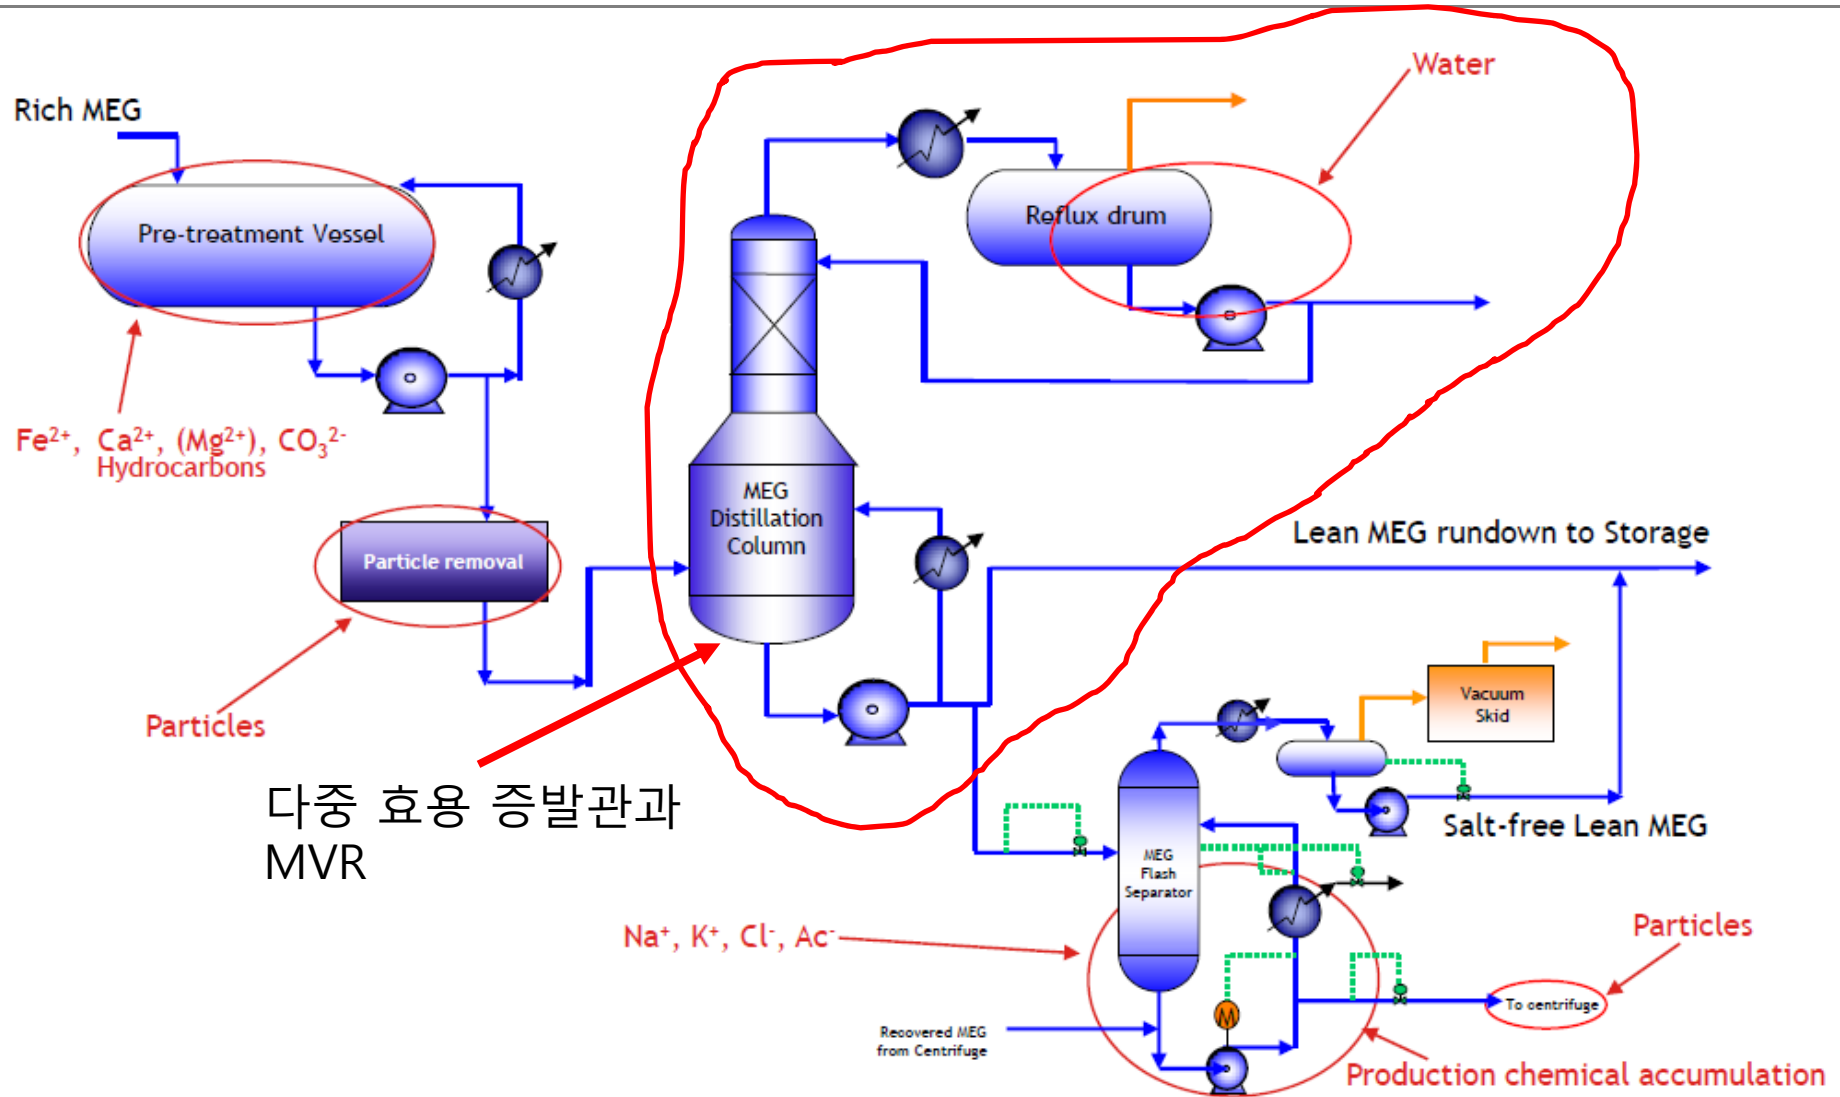 Water
Rich MEG
Reflux drum
Pre-treatment Vessel
Fe²⁺, Ca²⁺, (Mg²⁺), CO₃²⁻
Hydrocarbons
MEG
Distillation
Column
Lean MEG rundown to Storage
Particle removal
Particles
Vacuum
Skid
다중 효용 증발관과
MVR
Salt-free Lean MEG
MEG
Flash
Separator
Na⁺, K⁺, Cl⁻, Ac⁻
Particles
To centrifuge
M
Recovered MEG
from Centrifuge
Production chemical accumulation